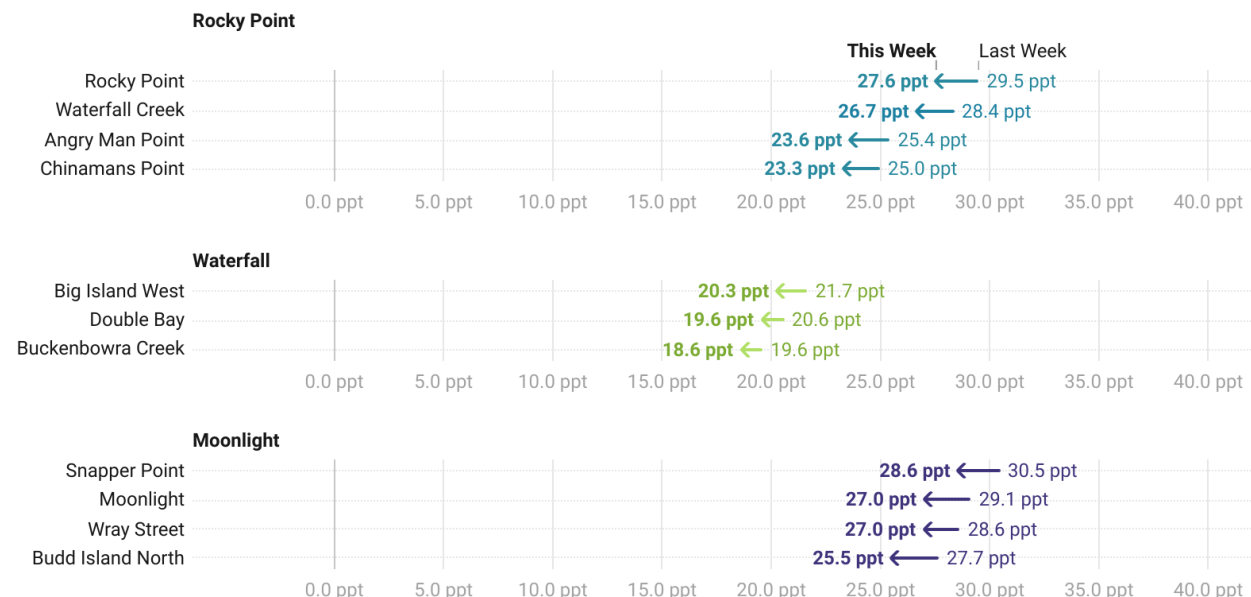 Rocky Point
This Week Last Week
Rocky Point 27.6 ppt 29.5 ppt
Waterfall Creek 26.7 ppt 28.4 ppt
Angry Man Point 23.6 ppt 25.4 ppt
Chinamans Point 23.3 ppt 25.0 ppt
0.0 ppt 5.0 ppt 10.0 ppt 15.0 ppt 20.0 ppt 25.0 ppt 30.0 ppt 35.0 ppt 40.0 ppt
Waterfall
Big Island West 20.3 ppt 21.7 ppt
Double Bay 19.6 ppt 20.6 ppt
Buckenbowra Creek 18.6 ppt 19.6 ppt
0.0 ppt 5.0 ppt 10.0 ppt 15.0 ppt 20.0 ppt 25.0 ppt 30.0 ppt 35.0 ppt 40.0 ppt
Moonlight
Snapper Point 28.6 ppt 30.5 ppt
Moonlight 27.0 ppt 29.1 ppt
Wray Street 27.0 ppt 28.6 ppt
Budd Island North 25.5 ppt 27.7 ppt
0.0 ppt 5.0 ppt 10.0 ppt 15.0 ppt 20.0 ppt 25.0 ppt 30.0 ppt 35.0 ppt 40.0 ppt